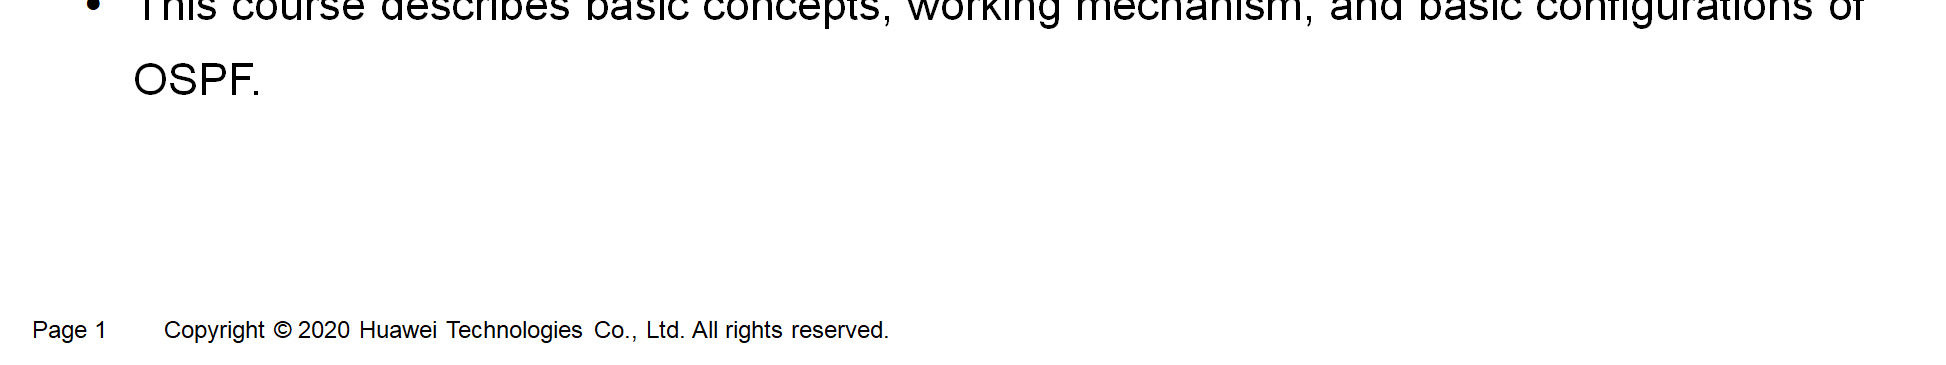 • This course describes basic concepts, working mechanism, and basic configurations of
OSPF.
Page 1 Copyright © 2020 Huawei Technologies Co., Ltd. All rights reserved.